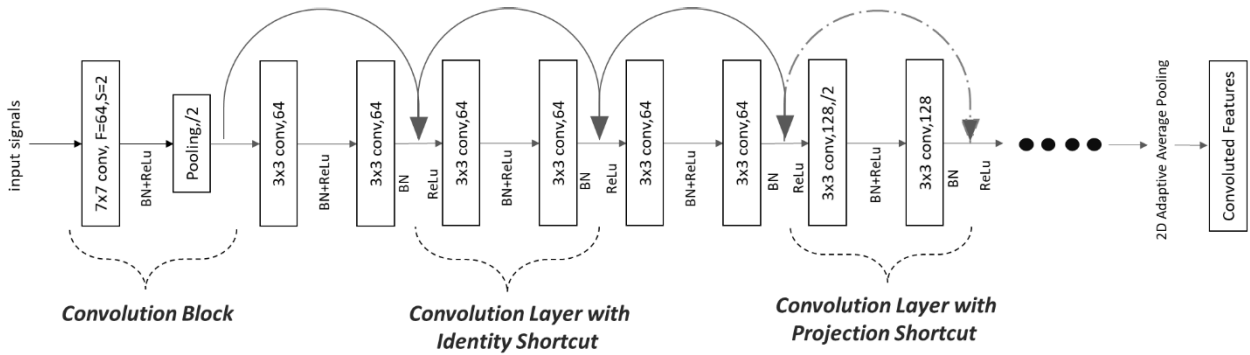 input signals
7x7 conv, F=64,S=2
BN+ReLu
Pooling,/2
3x3 conv,64
BN+ReLu
3x3 conv,64
BN
ReLu
3x3 conv,64
BN+ReLu
3x3 conv,64
BN
ReLu
3x3 conv,64
BN+ReLu
3x3 conv,64
BN
ReLu
3x3 conv,128,/2
BN+ReLu
3x3 conv,128
BN
ReLu
2D Adaptive Average Pooling
Convoluted Features
Convolution Block
Convolution Layer with
Identity Shortcut
Convolution Layer with
Projection Shortcut